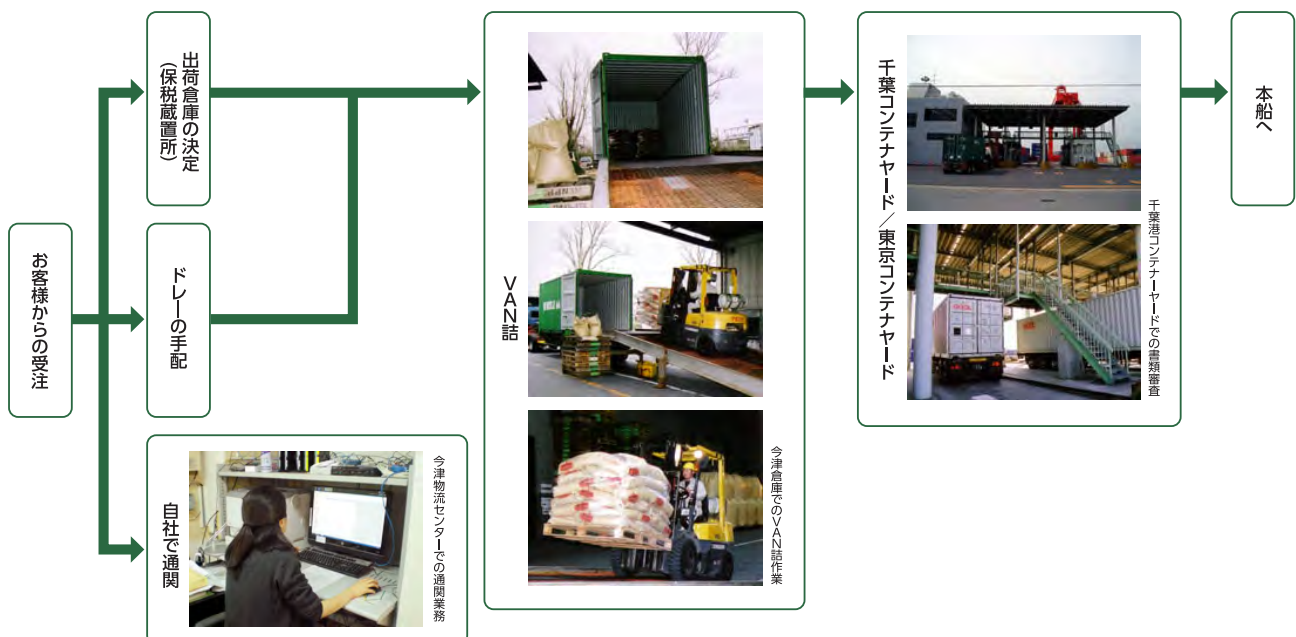 お客様からの受注
出荷倉庫の決定
(保税蔵置所)
ドレーの手配
自社で通関
今津物流センターでの通関業務
VAN詰
今津倉庫でのVAN詰作業
千葉コンテナヤード/東京コンテナヤード
千葉港コンテナーヤードでの書類審査
本船へ